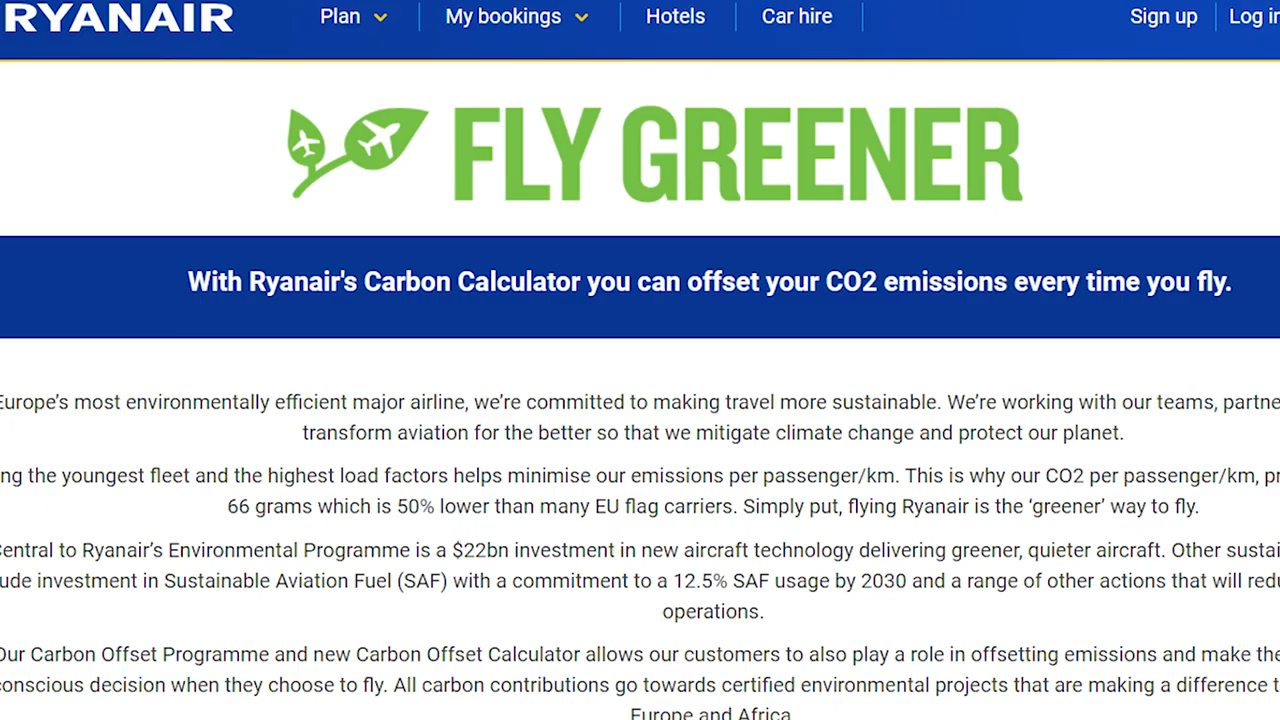 RYANAIR Plan My bookings Hotels Car hire Sign up Log in
FLY GREENER
With Ryanair's Carbon Calculator you can offset your CO2 emissions every time you fly.
Europe's most environmentally efficient major airline, we're committed to making travel more sustainable. We're working with our teams,
transform aviation for the better so that we mitigate climate change and protect our planet.
the youngest fleet and the highest load factors helps minimise our emissions per passenger/km. This is why our CO2 per passenger/km,
66 grams which is 50% lower than many EU flag carriers. Simply put, flying Ryanair is the ‘greener’ way to fly.
Central to Ryanair’s Environmental Programme is a $22bn investment in new aircraft technology delivering greener, quieter aircraft. Other
investment in Sustainable Aviation Fuel (SAF) with a commitment to a 12.5% SAF usage by 2030 and a range of other actions that will
operations.
Our Carbon Offset Programme and new Carbon Offset Calculator allows our customers to also play a role in offsetting emissions and make
conscious decision when they choose to fly. All carbon contributions go towards certified environmental projects that are making a difference
Europe and Africa